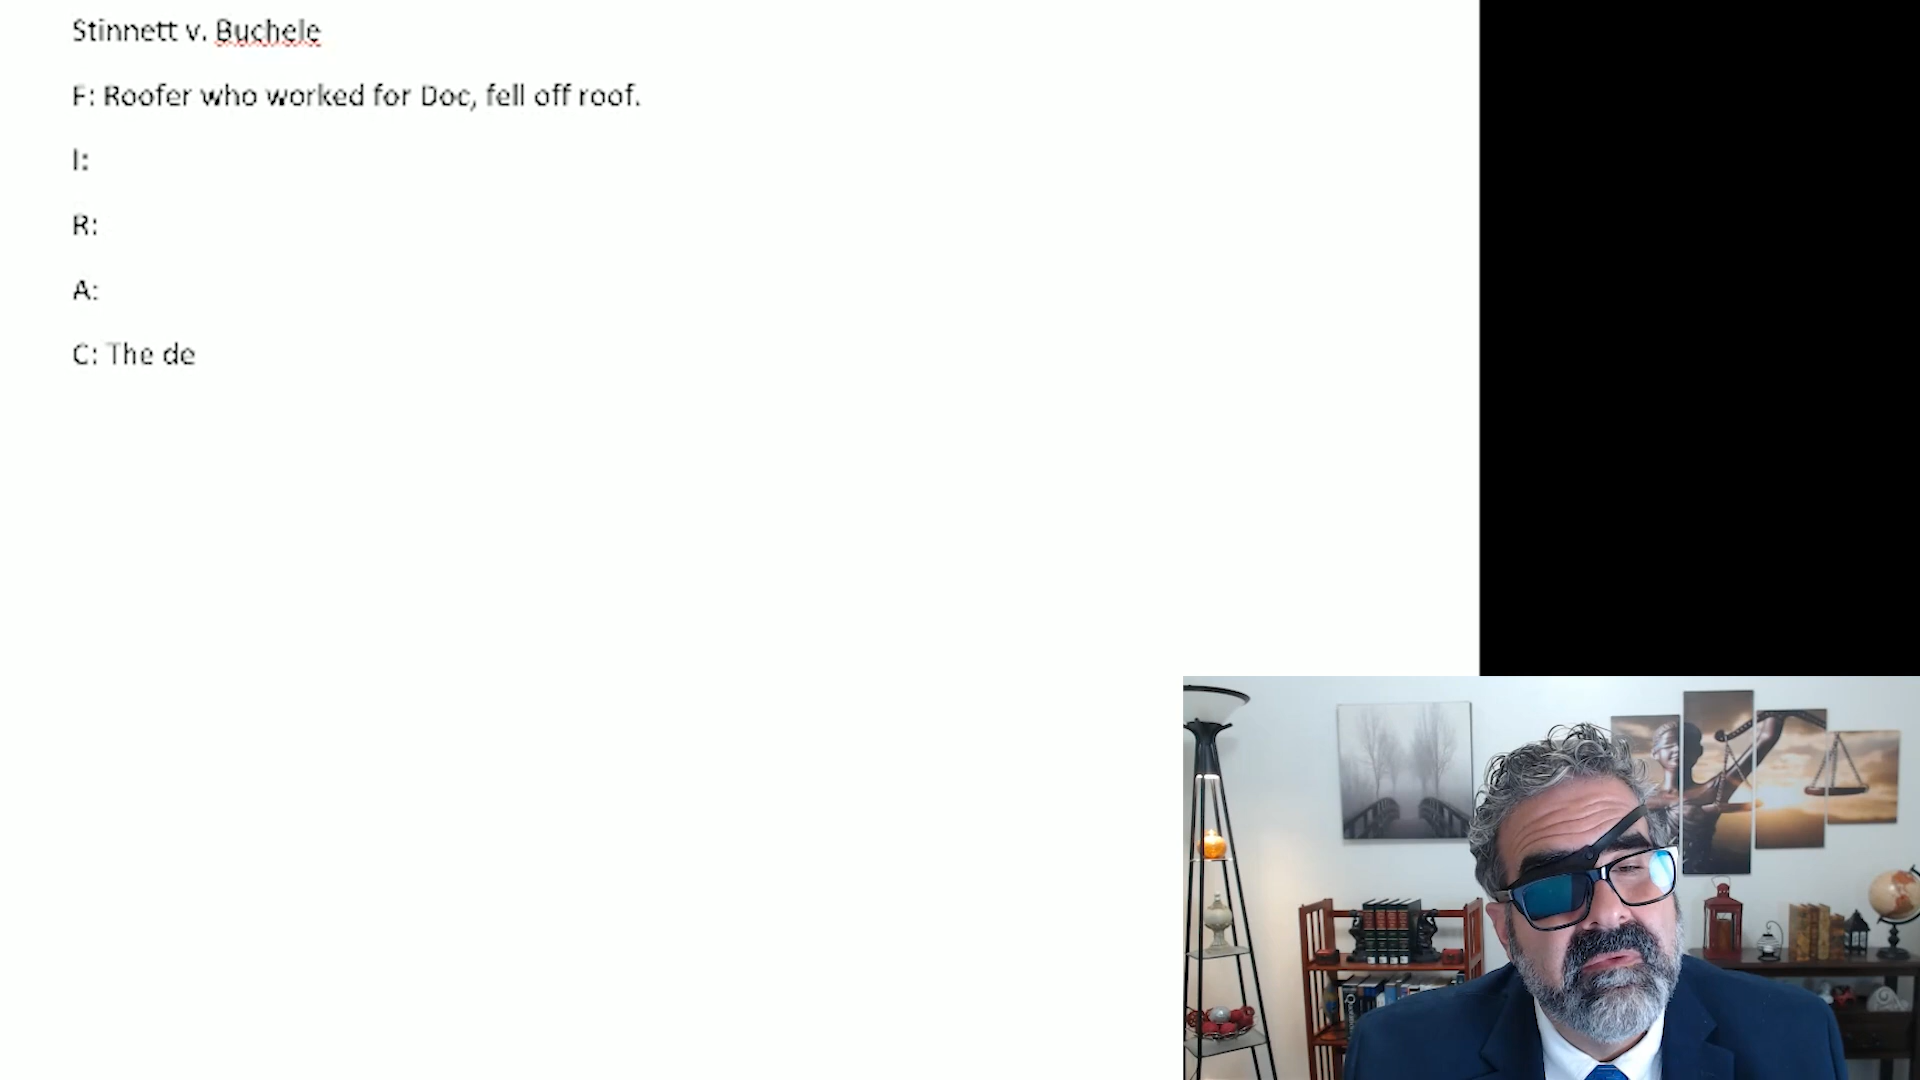 Stinnett v. Buchele
F: Roofer who worked for Doc, fell off roof.
I:
R:
A:
C: The de